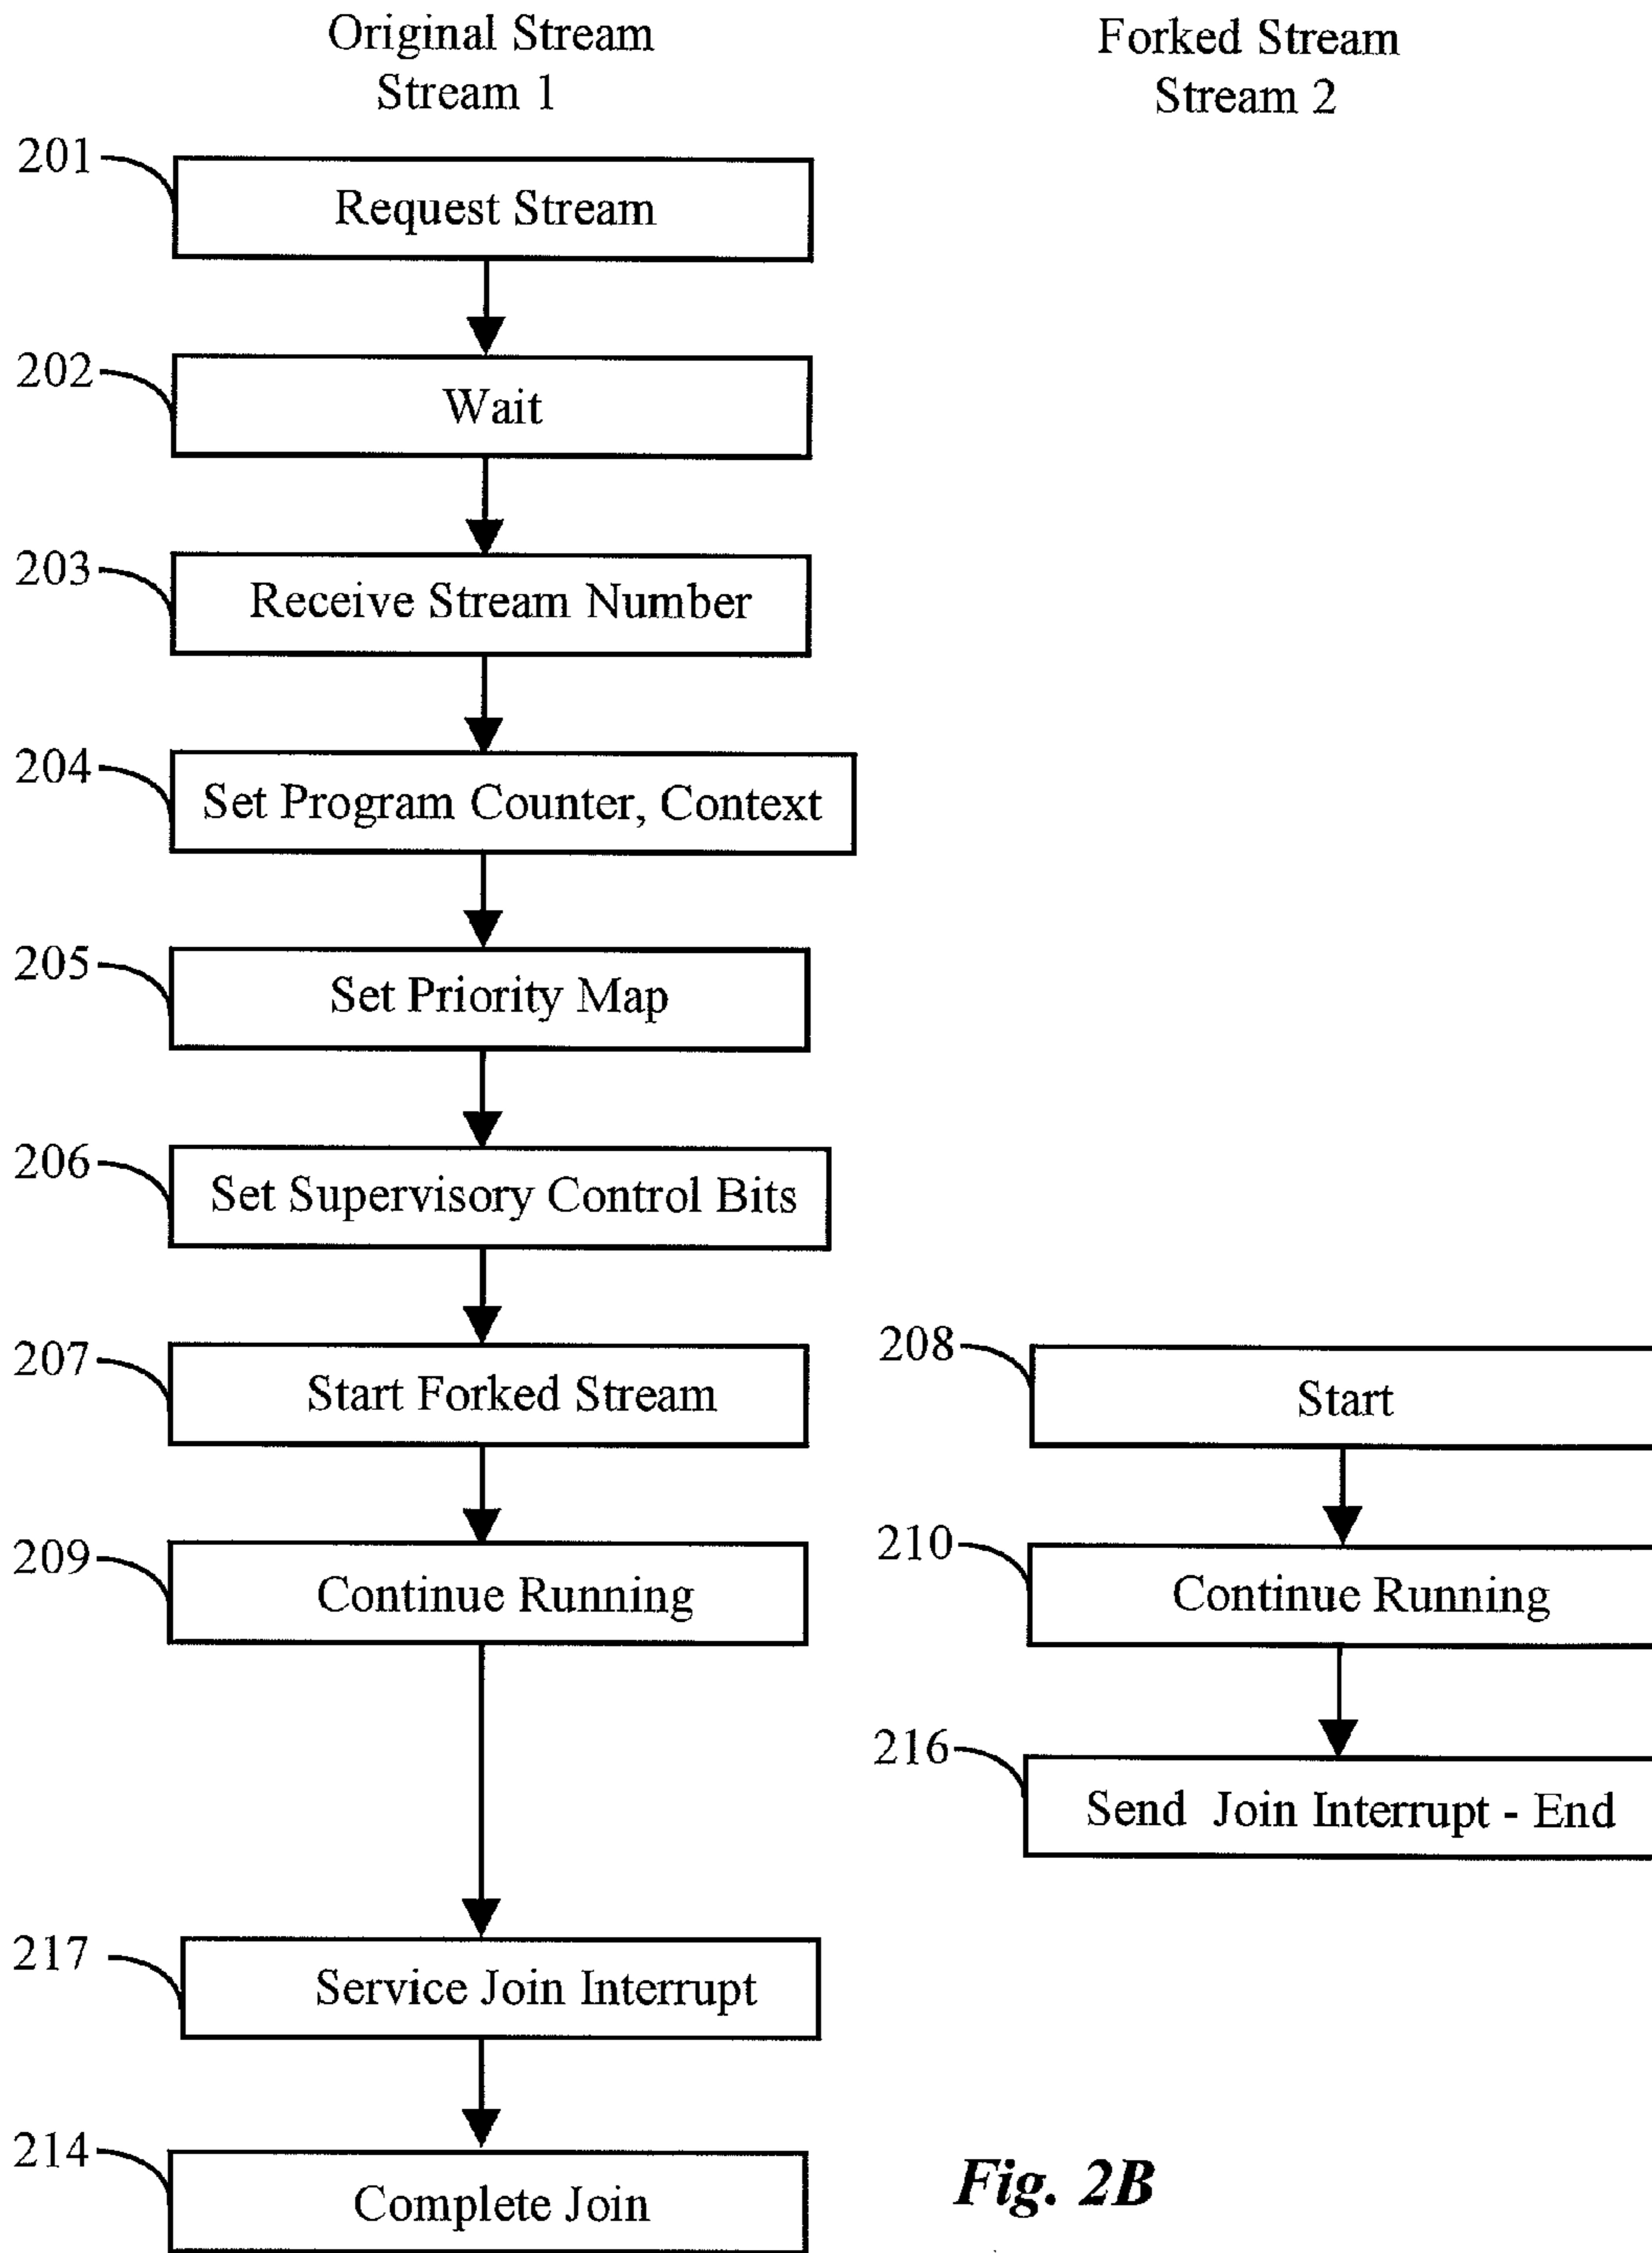 Original Stream
Stream 1
Forked Stream
Stream 2
201
Request Stream
202
Wait
203
Receive Stream Number
204
Set Program Counter, Context
205
Set Priority Map
206
Set Supervisory Control Bits
207
Start Forked Stream
208
Start
209
Continue Running
210
Continue Running
216
Send Join Interrupt - End
217
Service Join Interrupt
214
Complete Join
Fig. 2B